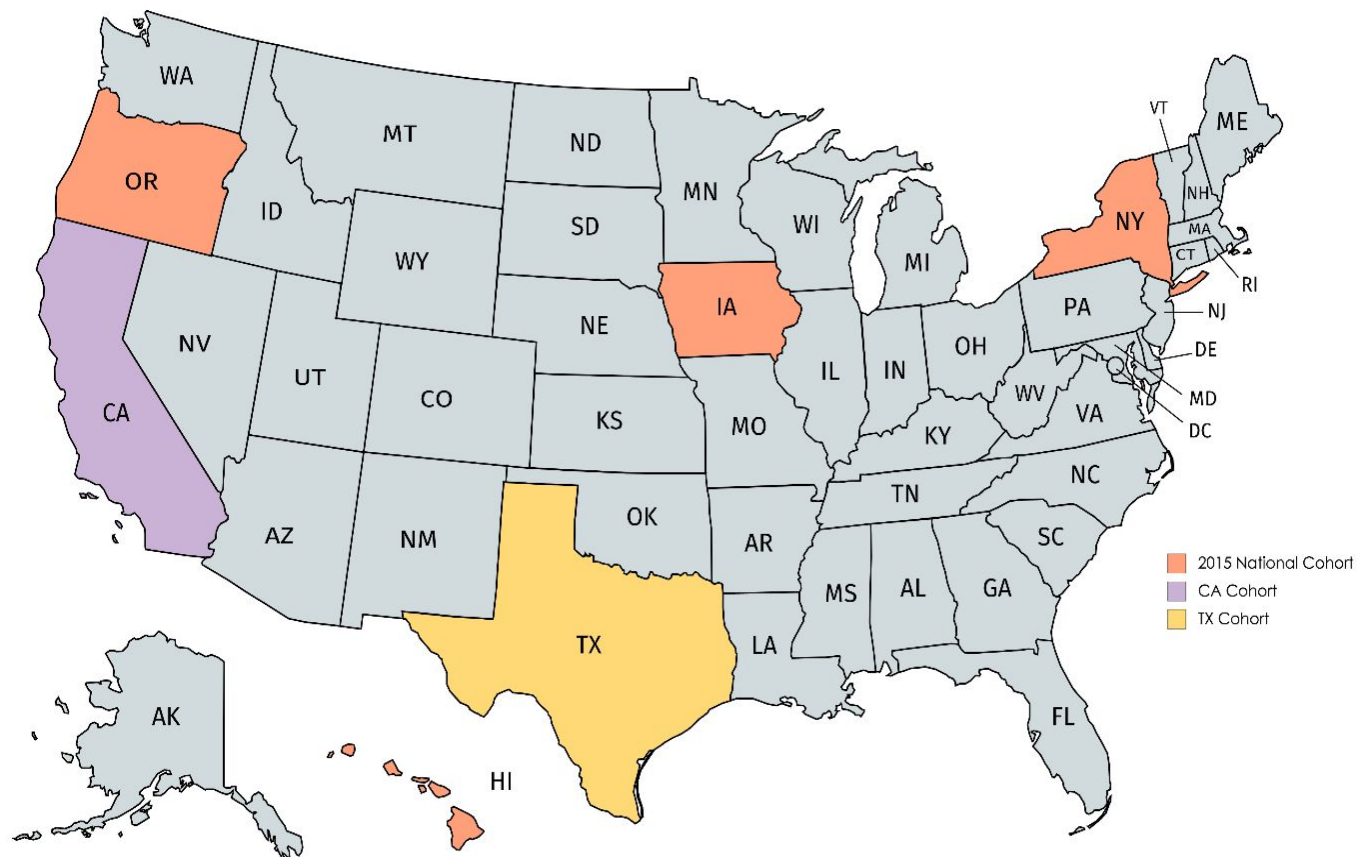 WA
MT
ND
MN
VT
ME
OR
ID
SD
WI
NH
NY
MA
WY
MI
CT
RI
IA
PA
NJ
NV
NE
OH
DE
UT
CO
IL
IN
WV
MD
CA
KS
MO
KY
VA
DC
AZ
NM
OK
AR
TN
NC
SC
MS
AL
GA
2015 National Cohort
CA Cohort
TX Cohort
TX
LA
AK
FL
HI